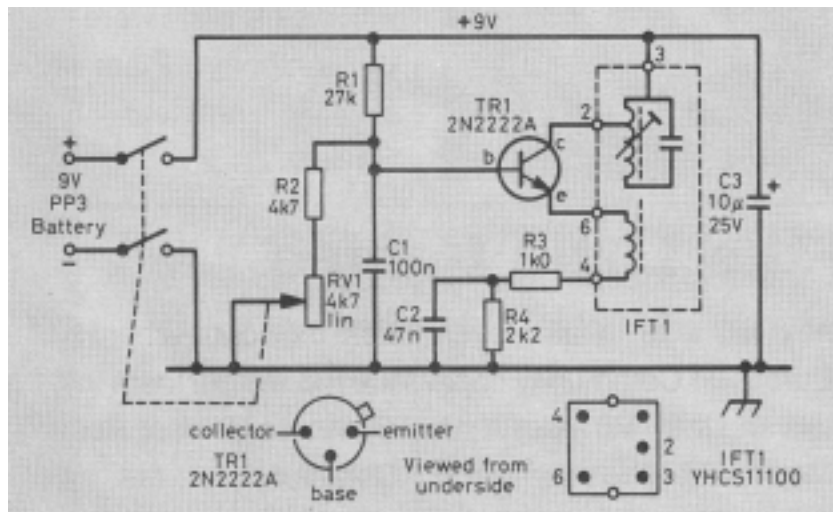 +9V
3
R1
27k
TR1
2N2222A
2
c
b
e
+
9V
PP3
Battery
–
R2
4k7
C3
10µ
25V
+
6
R3
1k0
4
C1
100n
RV1
4k7
lin
C2
47n
R4
2k2
IFT1
collector
emitter
TR1
2N2222A
base
Viewed from
underside
4
2
6
3
IFT1
YHCS11100